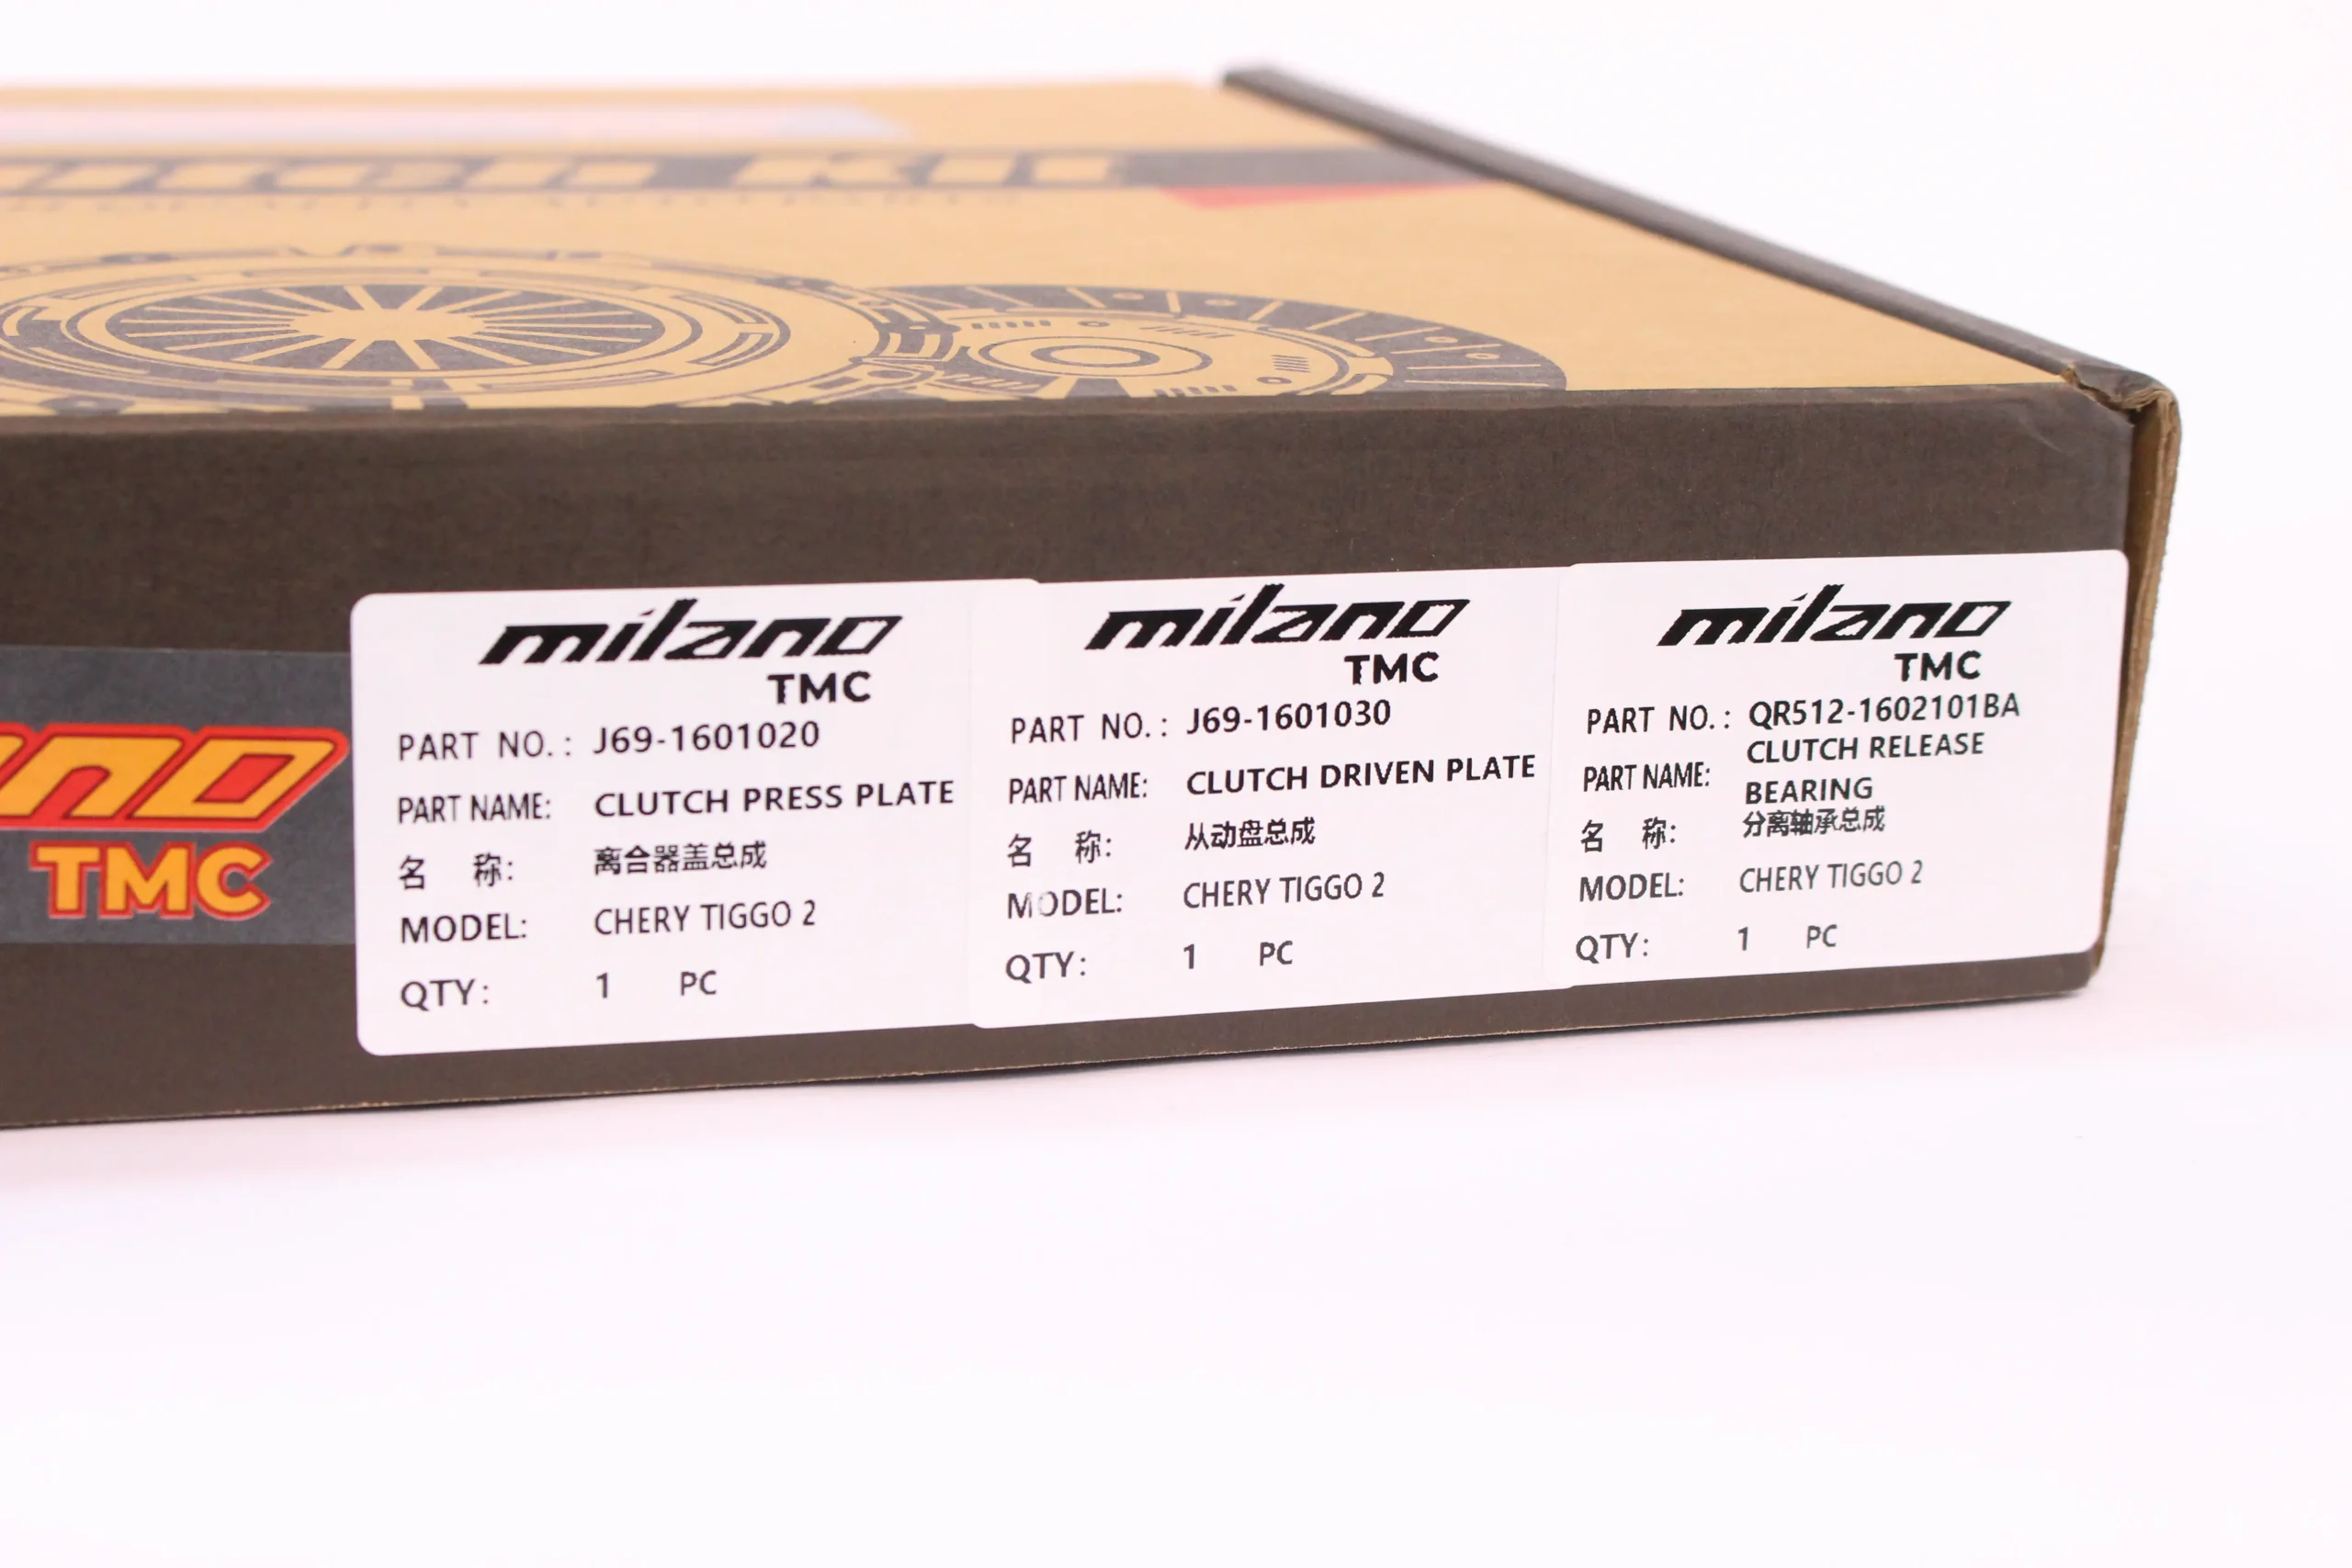 Kit
TMC
milano
TMC
PART NO.: J69-1601020
PART NAME: CLUTCH PRESS PLATE
名 称: 离合器盖总成
MODEL: CHERY TIGGO 2
QTY: 1 PC
milano
TMC
PART NO.: J69-1601030
PART NAME: CLUTCH DRIVEN PLATE
名 称: 从动盘总成
MODEL: CHERY TIGGO 2
QTY: 1 PC
milano
TMC
PART NO.: QR512-1602101BA
PART NAME: CLUTCH RELEASE
BEARING
名 称: 分离轴承总成
MODEL: CHERY TIGGO 2
QTY: 1 PC